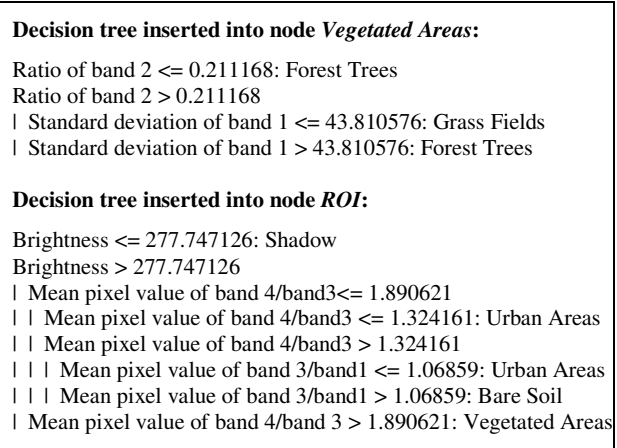 Decision tree inserted into node Vegetated Areas:
Ratio of band 2 <= 0.211168: Forest Trees
Ratio of band 2 > 0.211168
| Standard deviation of band 1 <= 43.810576: Grass Fields
| Standard deviation of band 1 > 43.810576: Forest Trees
Decision tree inserted into node ROI:
Brightness <= 277.747126: Shadow
Brightness > 277.747126
| Mean pixel value of band 4/band3<= 1.890621
| | Mean pixel value of band 4/band3 <= 1.324161: Urban Areas
| | Mean pixel value of band 4/band3 > 1.324161
| | | Mean pixel value of band 3/band1 <= 1.06859: Urban Areas
| | | Mean pixel value of band 3/band1 > 1.06859: Bare Soil
| Mean pixel value of band 4/band 3 > 1.890621: Vegetated Areas